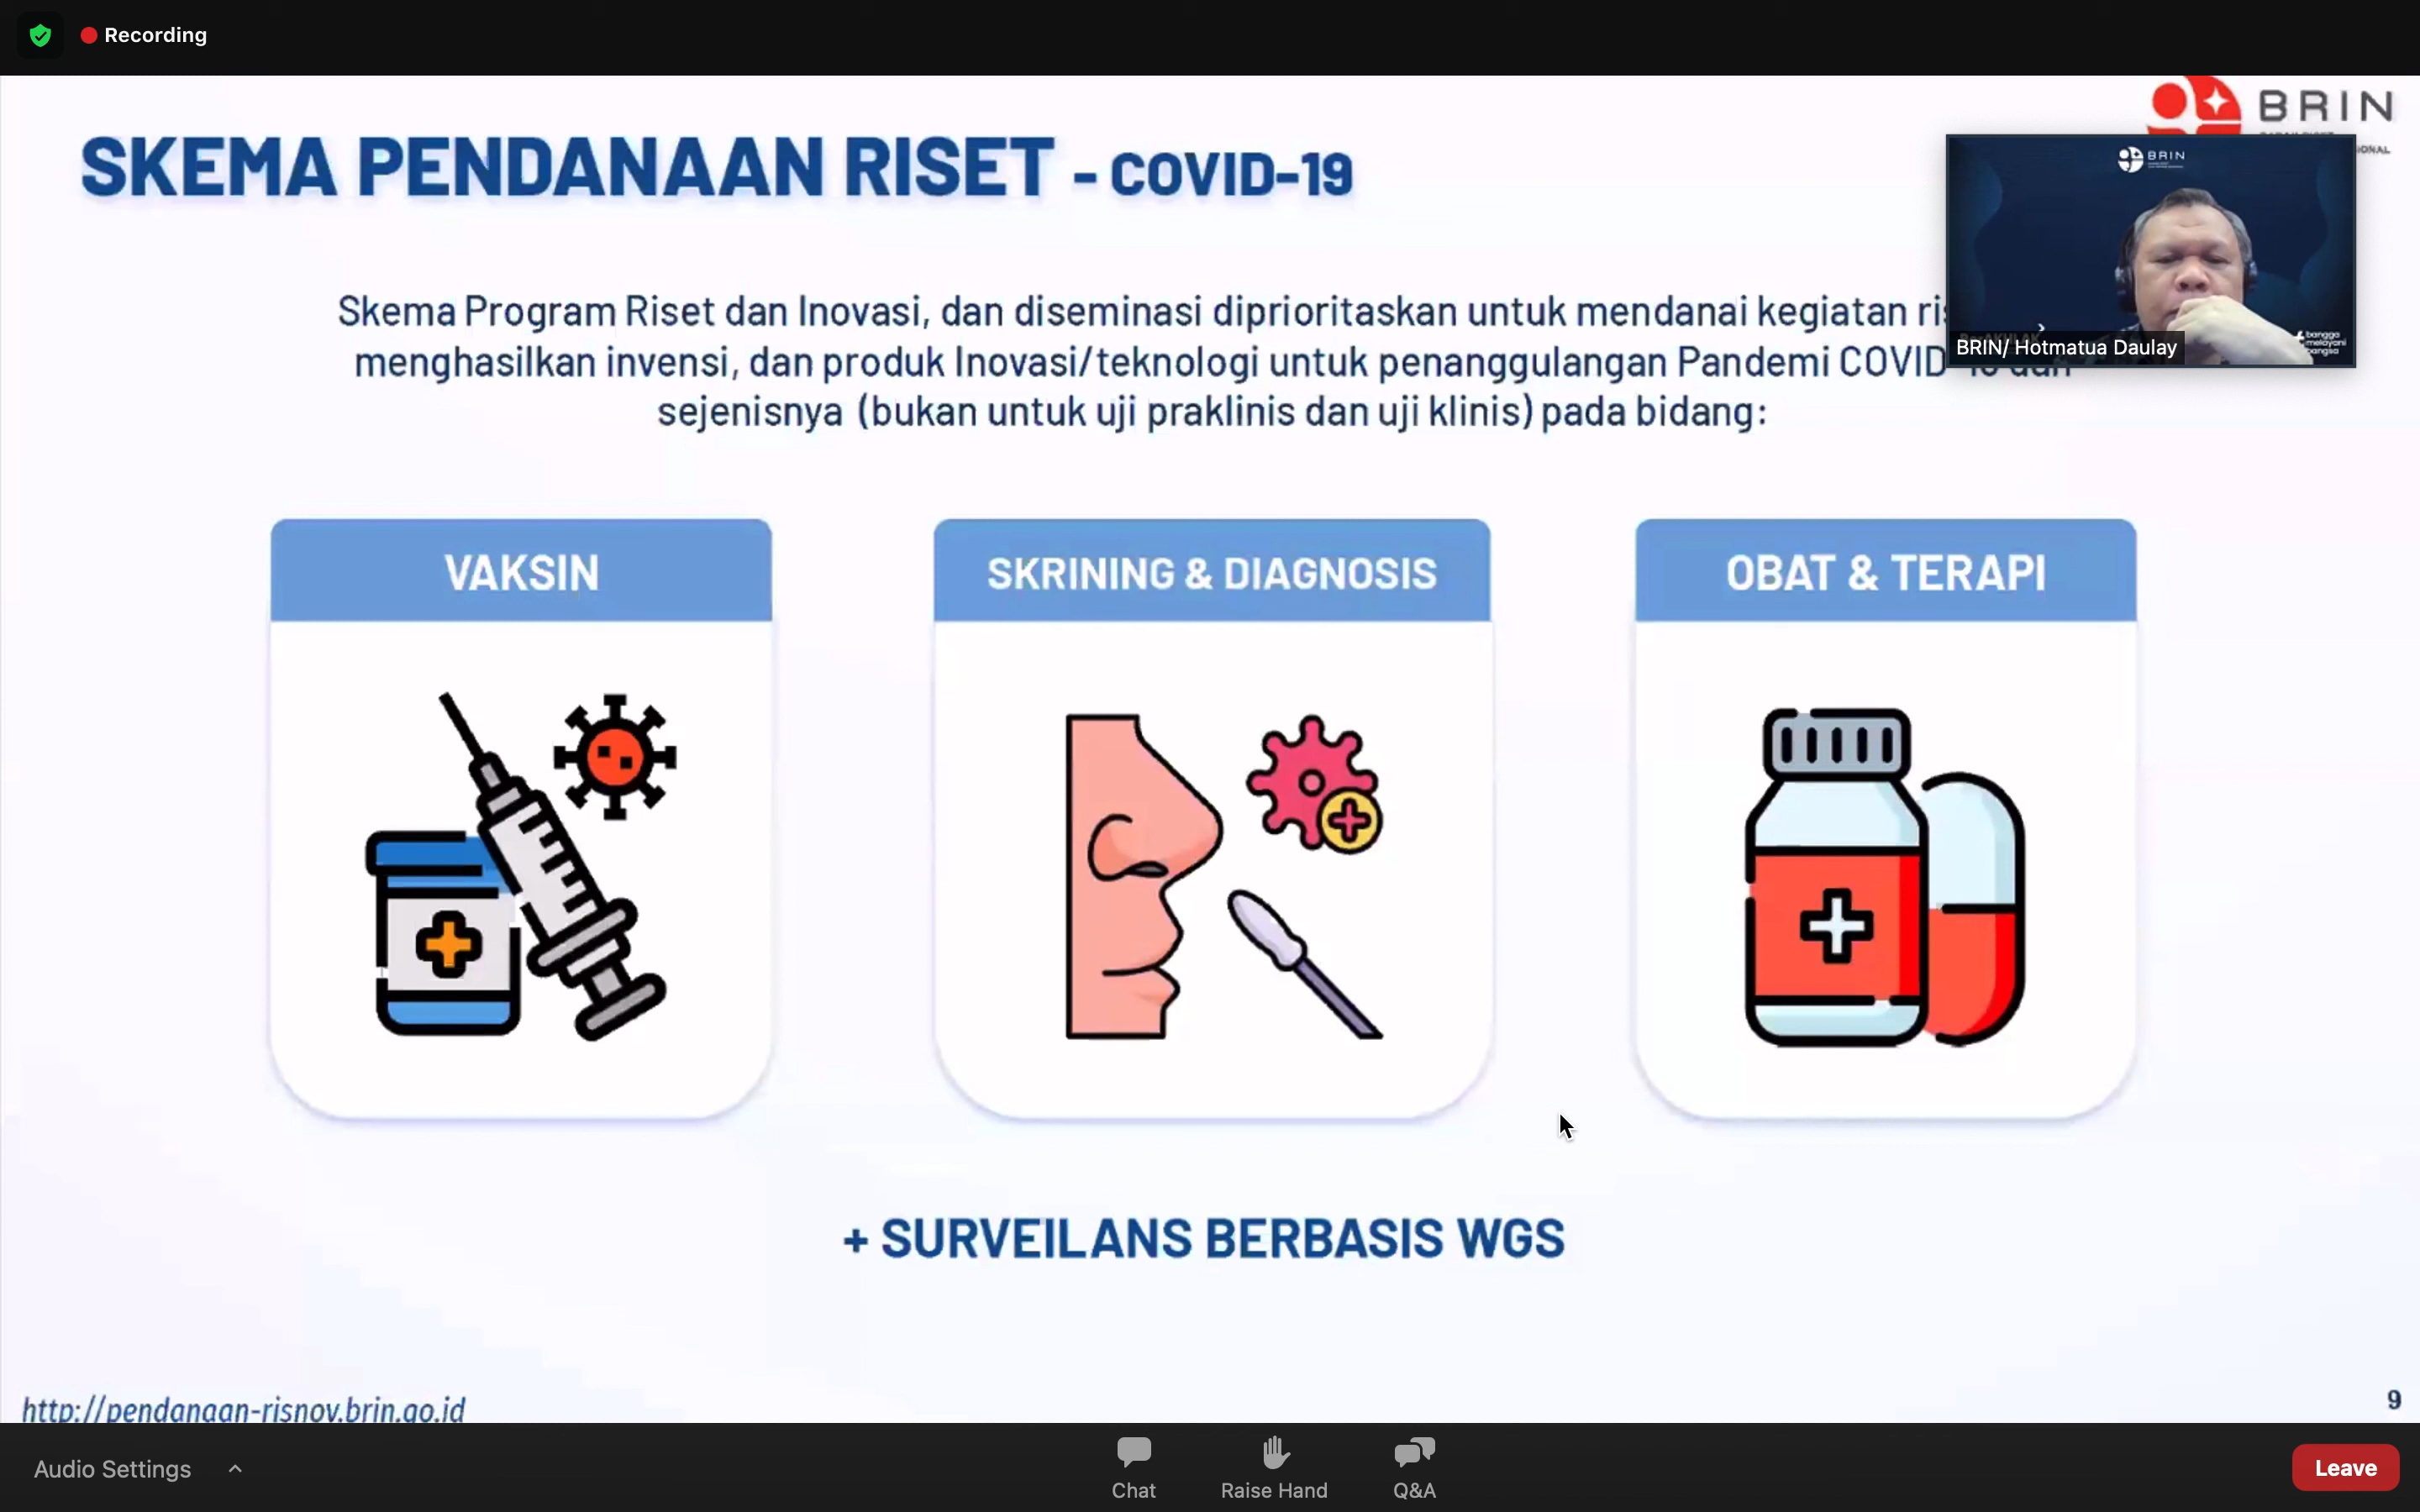 Recording
BRIN
SKEMA PENDANAAN RISET - COVID-19
BRIN
Skema Program Riset dan Inovasi, dan diseminasi diprioritaskan untuk mendanai kegiatan
menghasilkan invensi, dan produk Inovasi/teknologi untuk penanggulangan Pandemi COVID
sejenisnya (bukan untuk uji praklinis dan uji klinis) pada bidang:
bangga
melayani
bangsa
BRIN/ Hotmatua Daulay
VAKSIN
SKRINING & DIAGNOSIS
OBAT & TERAPI
+ SURVEILANS BERBASIS WGS
http://pendanaan-risnov.brin.go.id
9
Audio Settings
Chat
Raise Hand
Q&A
Leave